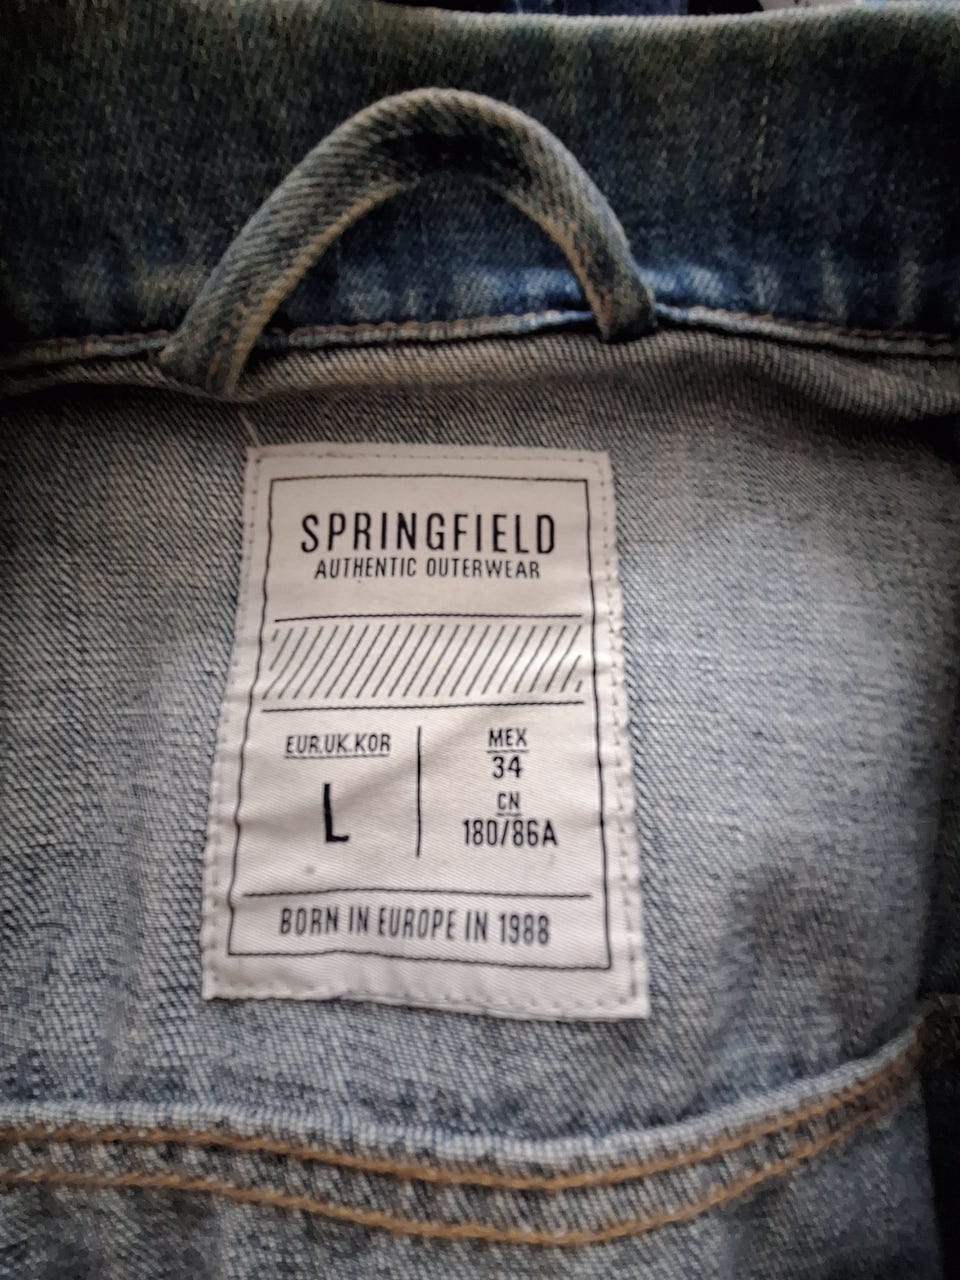 SPRINGFIELD
AUTHENTIC OUTERWEAR
EUR.UK.KOR
L
MEX
34
CN
180/86A
BORN IN EUROPE IN 1988